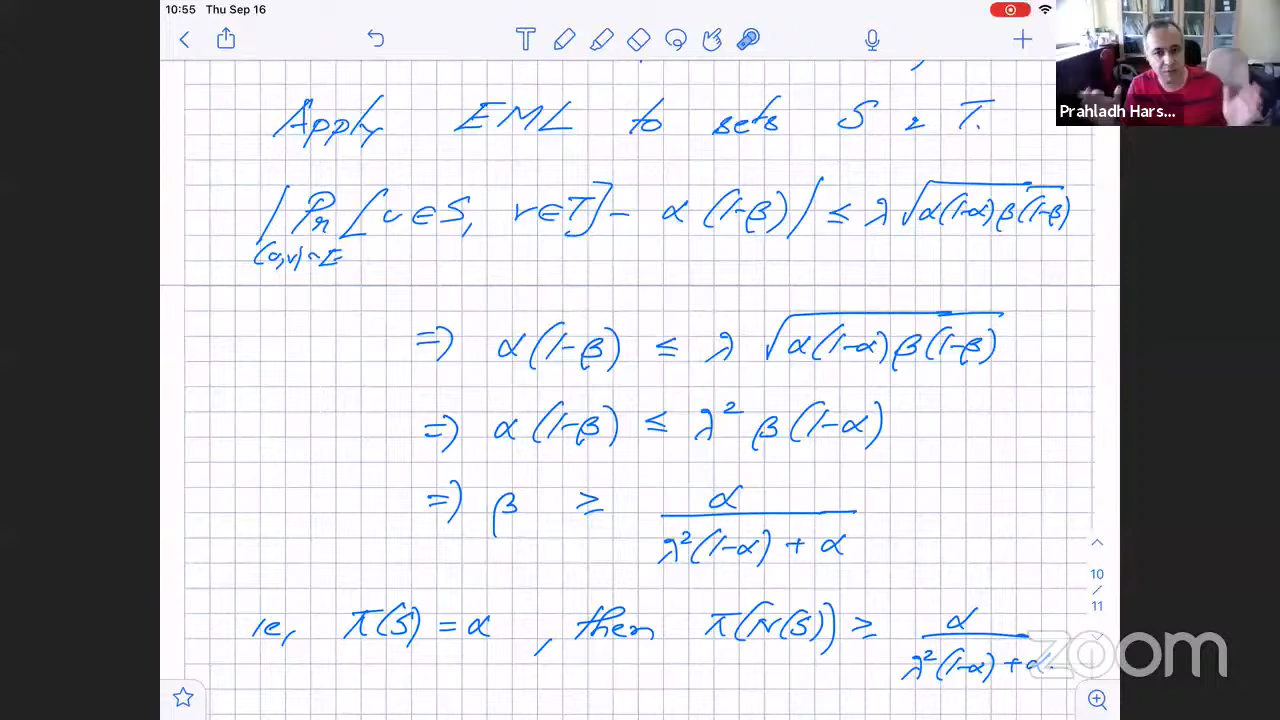 10:55 Thu Sep 16
Prahladh Hars...
Apply EML to sets S & T.
| Pr [u ∈ S, v ∈ T] - α (1-β) | ≤ λ √α(1-α)β(1-β)
(u,v)~E
=> α(1-β) ≤ λ √α(1-α)β(1-β)
=> α(1-β) ≤ λ² β(1-α)
=> β ≥ α / λ²(1-α) + α
ie, π(S) = α, then π(N(S)) ≥ α / λ²(1-α) + α.
10
/
11
zoom